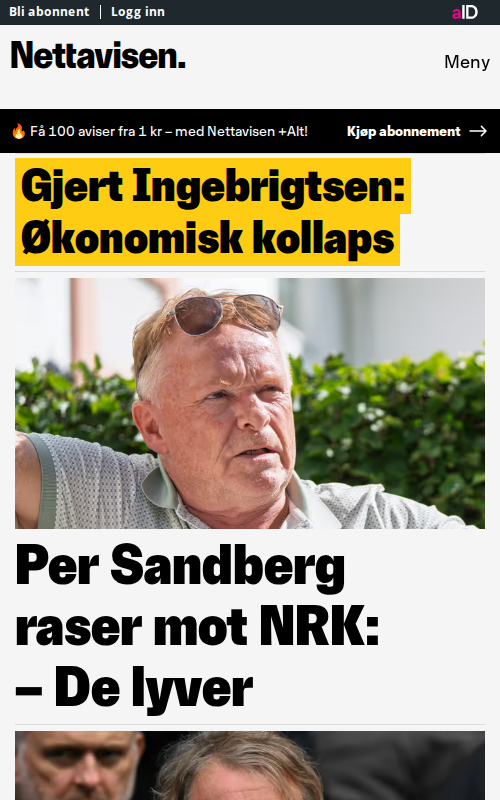 Bli abonnent | Logg inn
aID
Nettavisen.
Meny
🔥 Få 100 aviser fra 1 kr – med Nettavisen +Alt!
Kjøp abonnement →
Gjert Ingebrigtsen:
Økonomisk kollaps
Per Sandberg
raser mot NRK:
– De lyver